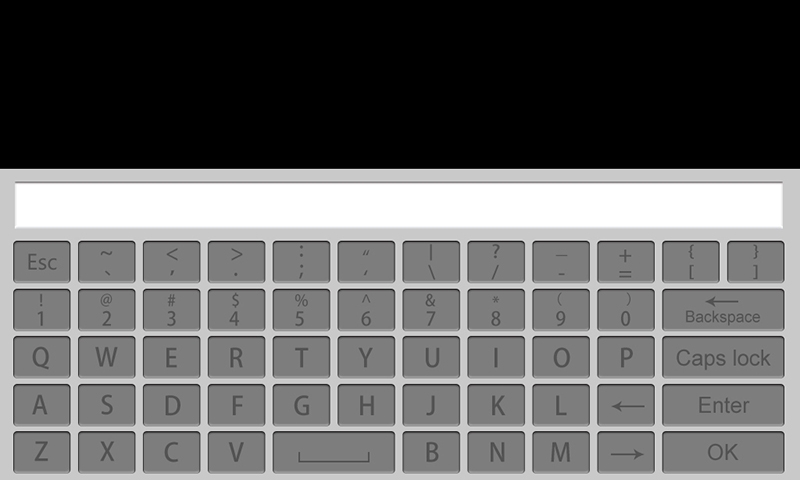 ~ < > : “ | ? _ + { }
Esc ` , . ; ‘ \ / - = [ ]
! @ # $ % ^ & * ( )
1 2 3 4 5 6 7 8 9 0 Backspace
Q W E R T Y U I O P Caps lock
A S D F G H J K L ← Enter
Z X C V B N M → OK